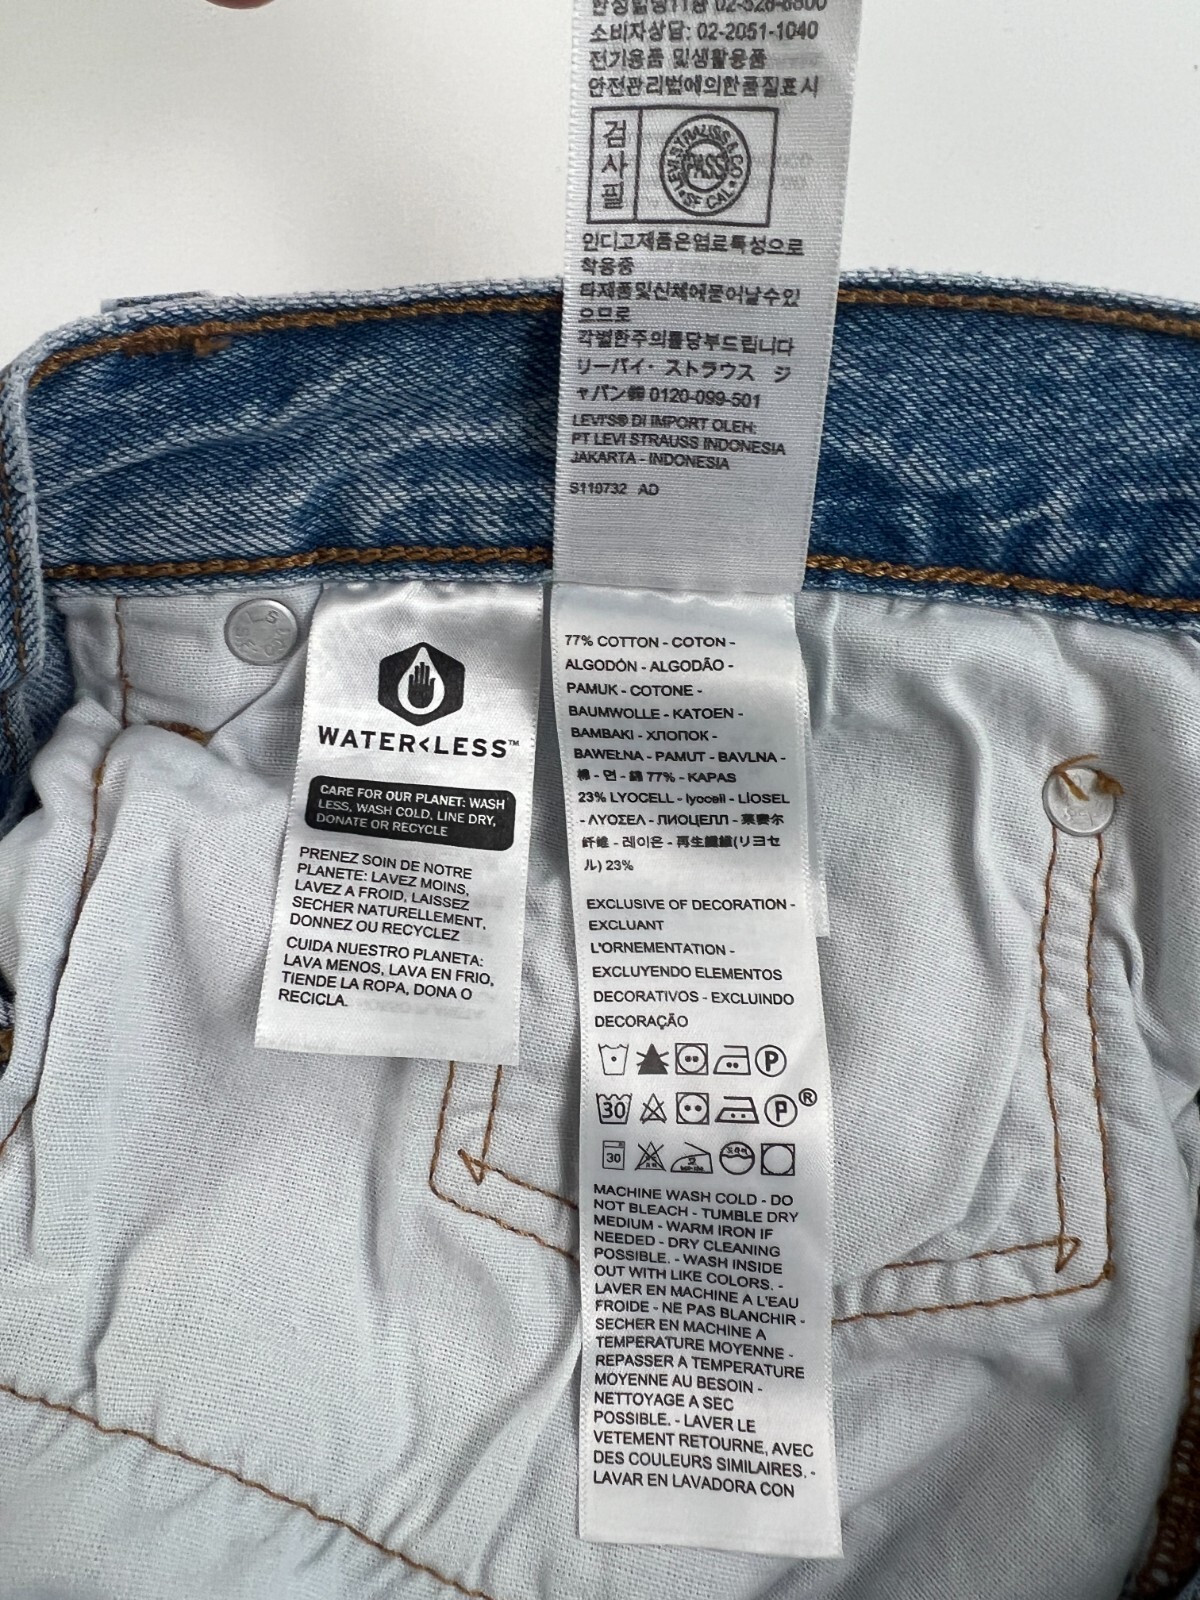 소비자상담: 02-2051-1040
전기용품 및생활용품
안전관리법에의한품질표시
검
사
필
LEVI STRAUSS & CO
PASS
SF CAL
인디고제품은염료특성으로
착용중
타제품및신체에묻어날수있
으므로
각별한주의를당부드립니다
リーバイ・ストラウス ジ
ャパン㈱ 0120-099-501
LEVI'S® DI IMPORT OLEH:
PT LEVI STRAUSS INDONESIA
JAKARTA - INDONESIA
S110732 AD
WATER<LESS™
CARE FOR OUR PLANET: WASH
LESS, WASH COLD, LINE DRY,
DONATE OR RECYCLE
PRENEZ SOIN DE NOTRE
PLANETE: LAVEZ MOINS,
LAVEZ A FROID, LAISSEZ
SECHER NATURELLEMENT,
DONNEZ OU RECYCLEZ
CUIDA NUESTRO PLANETA:
LAVA MENOS, LAVA EN FRIO,
TIENDE LA ROPA, DONA O
RECICLA.
77% COTTON - COTON -
ALGODÓN - ALGODÃO -
PAMUK - COTONE -
BAUMWOLLE - KATOEN -
BAMBAKI - ХЛОПОК -
BAWEŁNA - PAMUT - BAVLNA -
棉 - 면 - 綿 77% - KAPAS
23% LYOCELL - lyocell - LİOSEL
- ΛΥΟΣΕΛ - ЛИОЦЕЛЛ - 莱赛尔
纤维 - 레이온 - 再生繊維(リヨセ
ル) 23%
EXCLUSIVE OF DECORATION -
EXCLUANT
L'ORNEMENTATION -
EXCLUYENDO ELEMENTOS
DECORATIVOS - EXCLUINDO
DECORAÇÃO
P
30 P ®
30
MACHINE WASH COLD - DO
NOT BLEACH - TUMBLE DRY
MEDIUM - WARM IRON IF
NEEDED - DRY CLEANING
POSSIBLE. - WASH INSIDE
OUT WITH LIKE COLORS. -
LAVER EN MACHINE A L'EAU
FROIDE - NE PAS BLANCHIR -
SECHER EN MACHINE A
TEMPERATURE MOYENNE -
REPASSER A TEMPERATURE
MOYENNE AU BESOIN -
NETTOYAGE A SEC
POSSIBLE. - LAVER LE
VETEMENT RETOURNE, AVEC
DES COULEURS SIMILAIRES. -
LAVAR EN LAVADORA CON